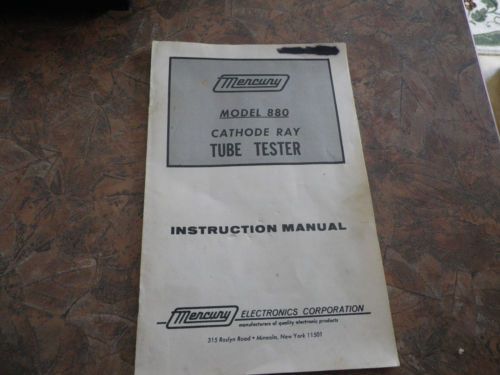 Mercury
MODEL 880
CATHODE RAY
TUBE TESTER
INSTRUCTION MANUAL
Mercury ELECTRONICS CORPORATION
manufacturers of quality electronic products
315 Roslyn Road • Mineola, New York 11501